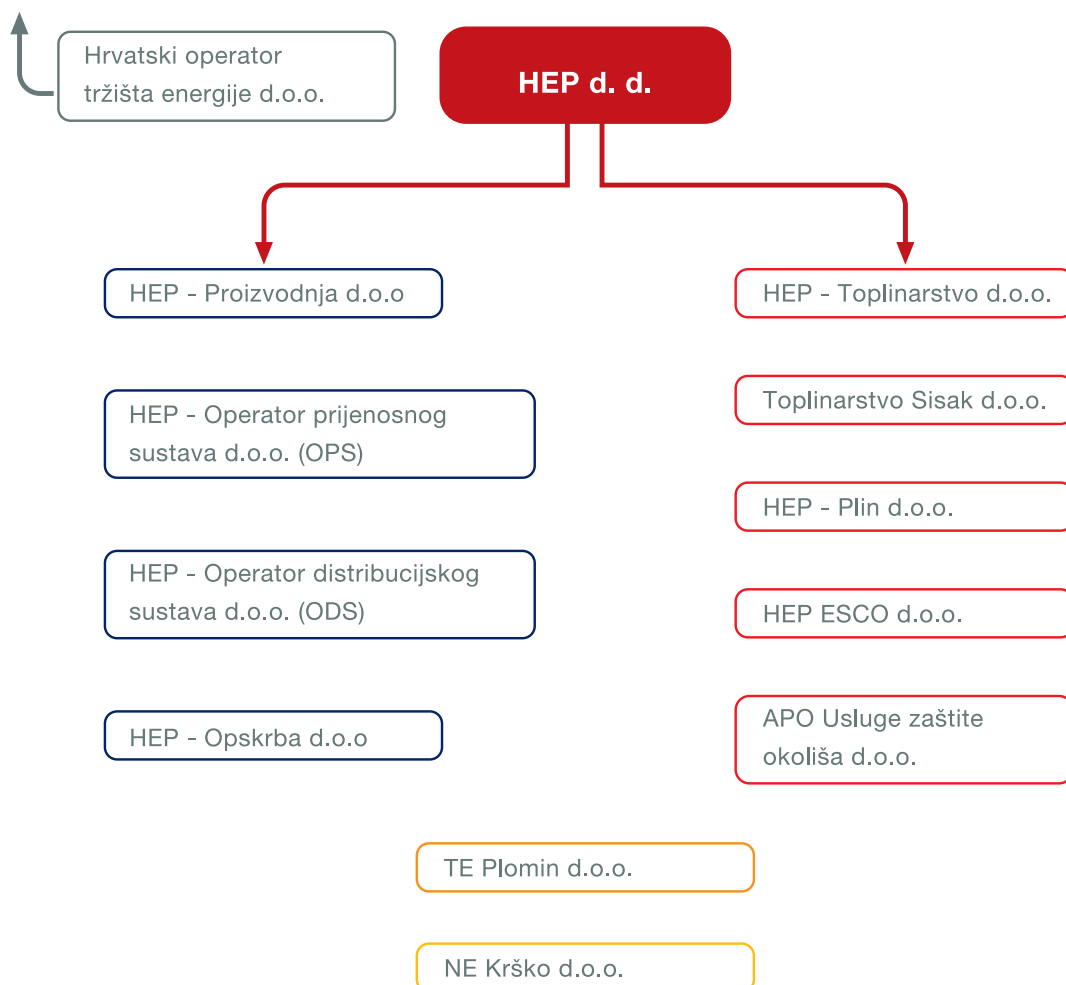 Hrvatski operator
tržišta energije d.o.o.
HEP d. d.
HEP - Proizvodnja d.o.o
HEP - Operator prijenosnog
sustava d.o.o. (OPS)
HEP - Operator distribucijskog
sustava d.o.o. (ODS)
HEP - Opskrba d.o.o
HEP - Toplinarstvo d.o.o.
Toplinarstvo Sisak d.o.o.
HEP - Plin d.o.o.
HEP ESCO d.o.o.
APO Usluge zaštite
okoliša d.o.o.
TE Plomin d.o.o.
NE Krško d.o.o.